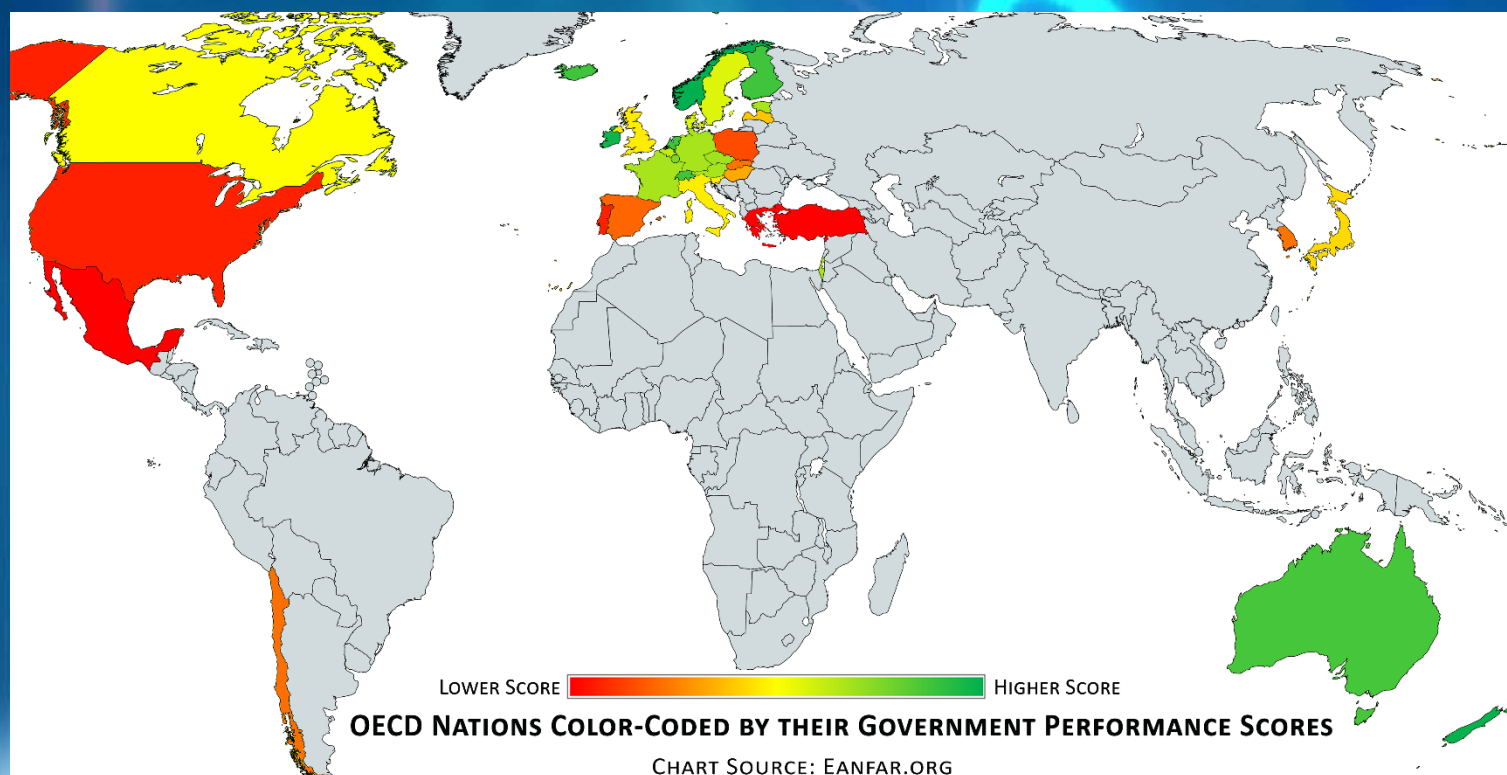 Lower Score Higher Score
OECD Nations Color-Coded by their Government Performance Scores
Chart Source: Eanfar.org